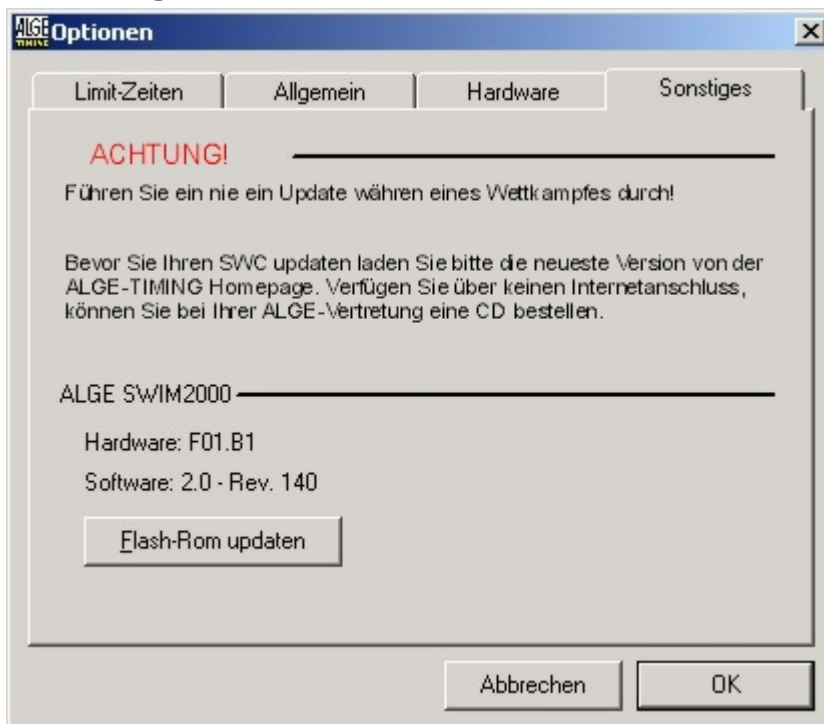 ALGE
TIMING
Optionen
Limit-Zeiten
Allgemein
Hardware
Sonstiges
ACHTUNG!
Führen Sie ein nie ein Update währen eines Wettkampfes durch!
Bevor Sie Ihren SWC updaten laden Sie bitte die neueste Version von der
ALGE-TIMING Homepage. Verfügen Sie über keinen Internetanschluss,
können Sie bei Ihrer ALGE-Vertretung eine CD bestellen.
ALGE SWIM2000
Hardware: F01.B1
Software: 2.0 - Rev. 140
Flash-Rom updaten
Abbrechen
OK